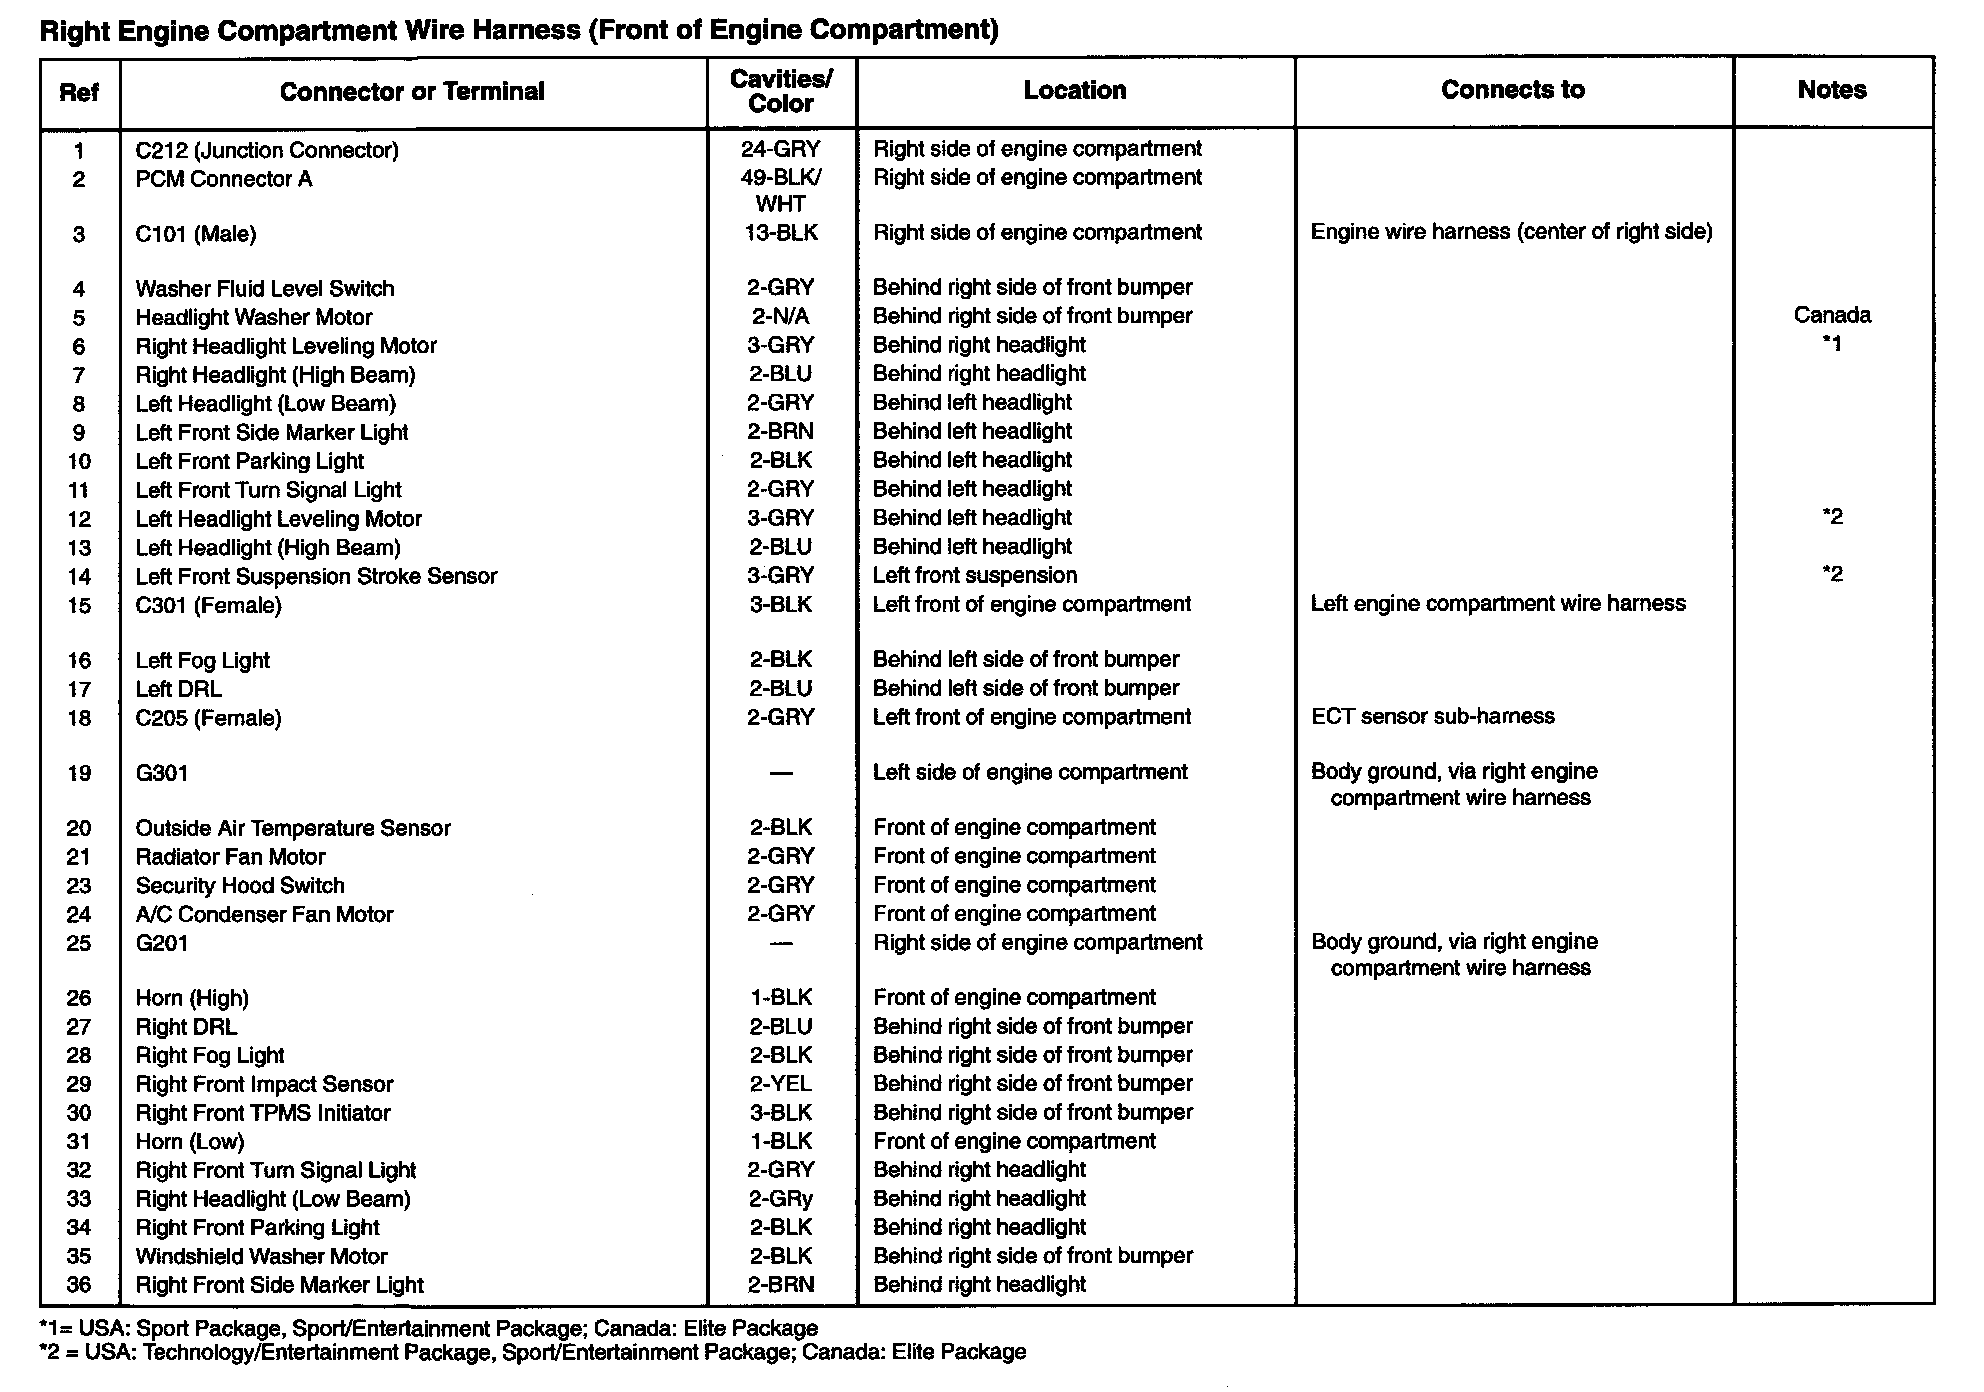 Right Engine Compartment Wire Harness (Front of Engine Compartment)
Ref Connector or Terminal Cavities/ Color Location Connects to Notes
1 C212 (Junction Connector) 24-GRY Right side of engine compartment
2 PCM Connector A 49-BLK/ Right side of engine compartment
WHT
3 C101 (Male) 13-BLK Right side of engine compartment Engine wire harness (center of right side)
4 Washer Fluid Level Switch 2-GRY Behind right side of front bumper
5 Headlight Washer Motor 2-N/A Behind right side of front bumper Canada
6 Right Headlight Leveling Motor 3-GRY Behind right headlight *1
7 Right Headlight (High Beam) 2-BLU Behind right headlight
8 Left Headlight (Low Beam) 2-GRY Behind left headlight
9 Left Front Side Marker Light 2-BRN Behind left headlight
10 Left Front Parking Light 2-BLK Behind left headlight
11 Left Front Turn Signal Light 2-GRY Behind left headlight
12 Left Headlight Leveling Motor 3-GRY Behind left headlight *2
13 Left Headlight (High Beam) 2-BLU Behind left headlight
14 Left Front Suspension Stroke Sensor 3-GRY Left front suspension *2
15 C301 (Female) 3-BLK Left front of engine compartment Left engine compartment wire harness
16 Left Fog Light 2-BLK Behind left side of front bumper
17 Left DRL 2-BLU Behind left side of front bumper
18 C205 (Female) 2-GRY Left front of engine compartment ECT sensor sub-harness
19 G301 — Left side of engine compartment Body ground, via right engine
compartment wire harness
20 Outside Air Temperature Sensor 2-BLK Front of engine compartment
21 Radiator Fan Motor 2-GRY Front of engine compartment
23 Security Hood Switch 2-GRY Front of engine compartment
24 A/C Condenser Fan Motor 2-GRY Front of engine compartment
25 G201 — Right side of engine compartment Body ground, via right engine
compartment wire harness
26 Horn (High) 1-BLK Front of engine compartment
27 Right DRL 2-BLU Behind right side of front bumper
28 Right Fog Light 2-BLK Behind right side of front bumper
29 Right Front Impact Sensor 2-YEL Behind right side of front bumper
30 Right Front TPMS Initiator 3-BLK Behind right side of front bumper
31 Horn (Low) 1-BLK Front of engine compartment
32 Right Front Turn Signal Light 2-GRY Behind right headlight
33 Right Headlight (Low Beam) 2-GRy Behind right headlight
34 Right Front Parking Light 2-BLK Behind right headlight
35 Windshield Washer Motor 2-BLK Behind right side of front bumper
36 Right Front Side Marker Light 2-BRN Behind right headlight
*1= USA: Sport Package, Sport/Entertainment Package; Canada: Elite Package
*2 = USA: Technology/Entertainment Package, Sport/Entertainment Package; Canada: Elite Package